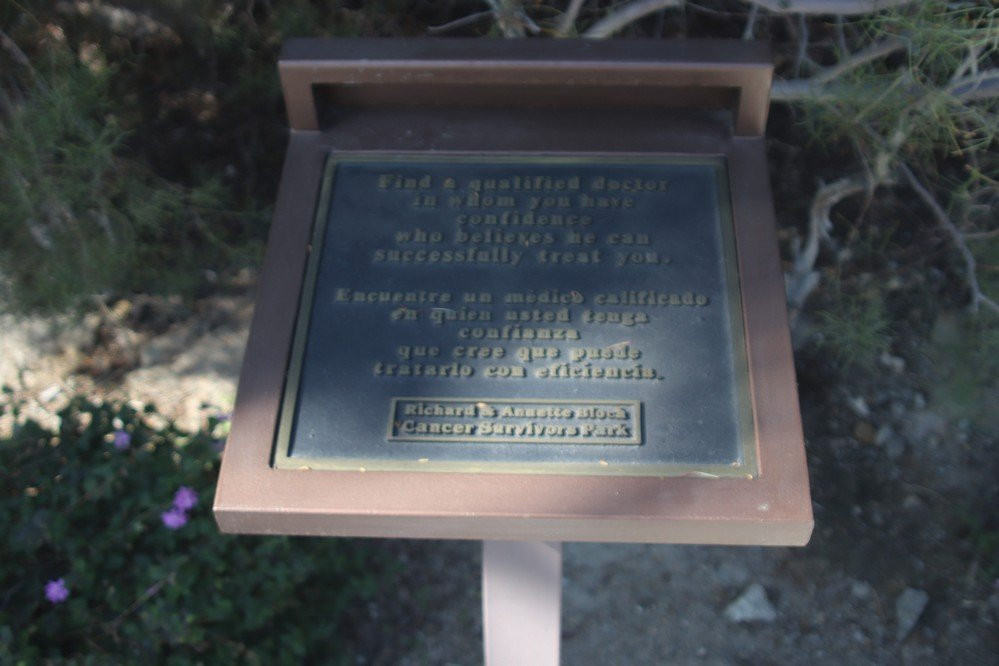 Find a qualified doctor
in whom you have
confidence
who believes he can
successfully treat you.
Encuentre un médico calificado
en quien usted tenga
confianza
que cree que puede
tratarlo con eficiencia.
Richard & Annette Bloch
Cancer Survivors Park